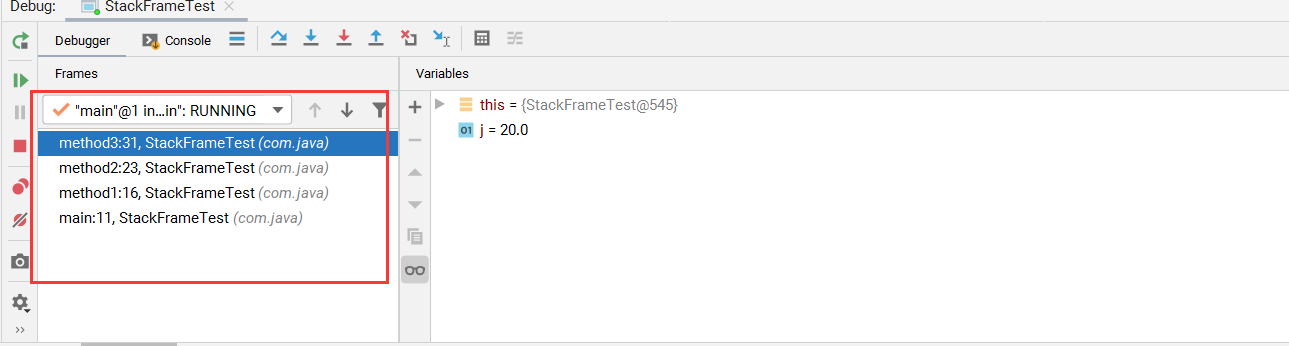 Debug: StackFrameTest
Debugger Console
Frames
Variables
"main"@1 in...in": RUNNING
method3:31, StackFrameTest (com.java)
method2:23, StackFrameTest (com.java)
method1:16, StackFrameTest (com.java)
main:11, StackFrameTest (com.java)
this = {StackFrameTest@545}
01 j = 20.0